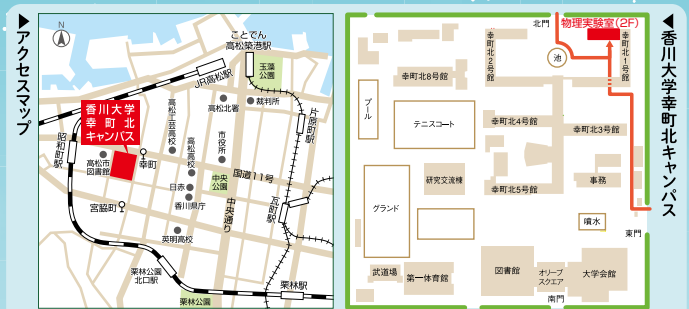 ▶アクセスマップ
N
ことでん
高松築港駅
玉藻
公園
JR高松駅
高松北署
裁判所
片原町駅
香川大学
幸町北
キャンパス
高松工芸高校
高松高校
市役所
昭和町駅
高松市
図書館
幸町
国道11号
中央
公園
日赤
香川県庁
中央通り
瓦町駅
宮脇町
英明高校
栗林公園
北口駅
栗林駅
栗林公園
◀香川大学幸町北キャンパス
北門
物理実験室(2F)
池
幸町北2号館
幸町北1号館
幸町北8号館
プール
テニスコート
幸町北4号館
幸町北3号館
研究交流棟
幸町北5号館
事務
グランド
噴水
東門
武道場
第一体育館
図書館
オリーブ
スクエア
大学会館
南門